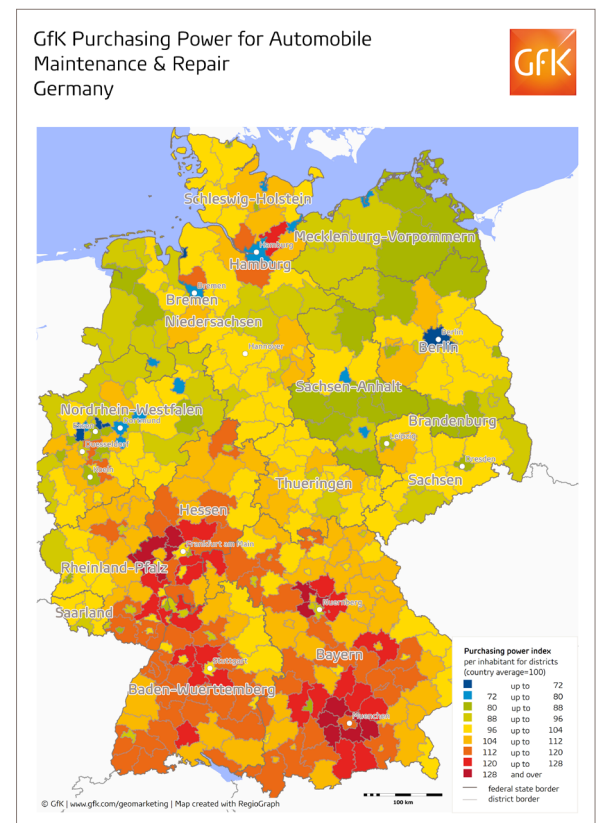 GfK Purchasing Power for Automobile
Maintenance & Repair
Germany
GfK
Schleswig-Holstein
Mecklenburg-Vorpommern
Hamburg
Hamburg
Bremen
Bremen
Niedersachsen
Hannover
Berlin
Berlin
Sachsen-Anhalt
Nordrhein-Westfalen
Dortmund
Essen
Duesseldorf
Koeln
Brandenburg
Leipzig
Dresden
Sachsen
Thueringen
Hessen
Frankfurt am Main
Rheinland-Pfalz
Saarland
Nuernberg
Bayern
Stuttgart
Baden-Wuerttemberg
Muenchen
Purchasing power index
per inhabitant for districts
(country average=100)
up to 72
72 up to 80
80 up to 88
88 up to 96
96 up to 104
104 up to 112
112 up to 120
120 up to 128
128 and over
federal state border
district border
100 km
© GfK | www.gfk.com/geomarketing | Map created with RegioGraph